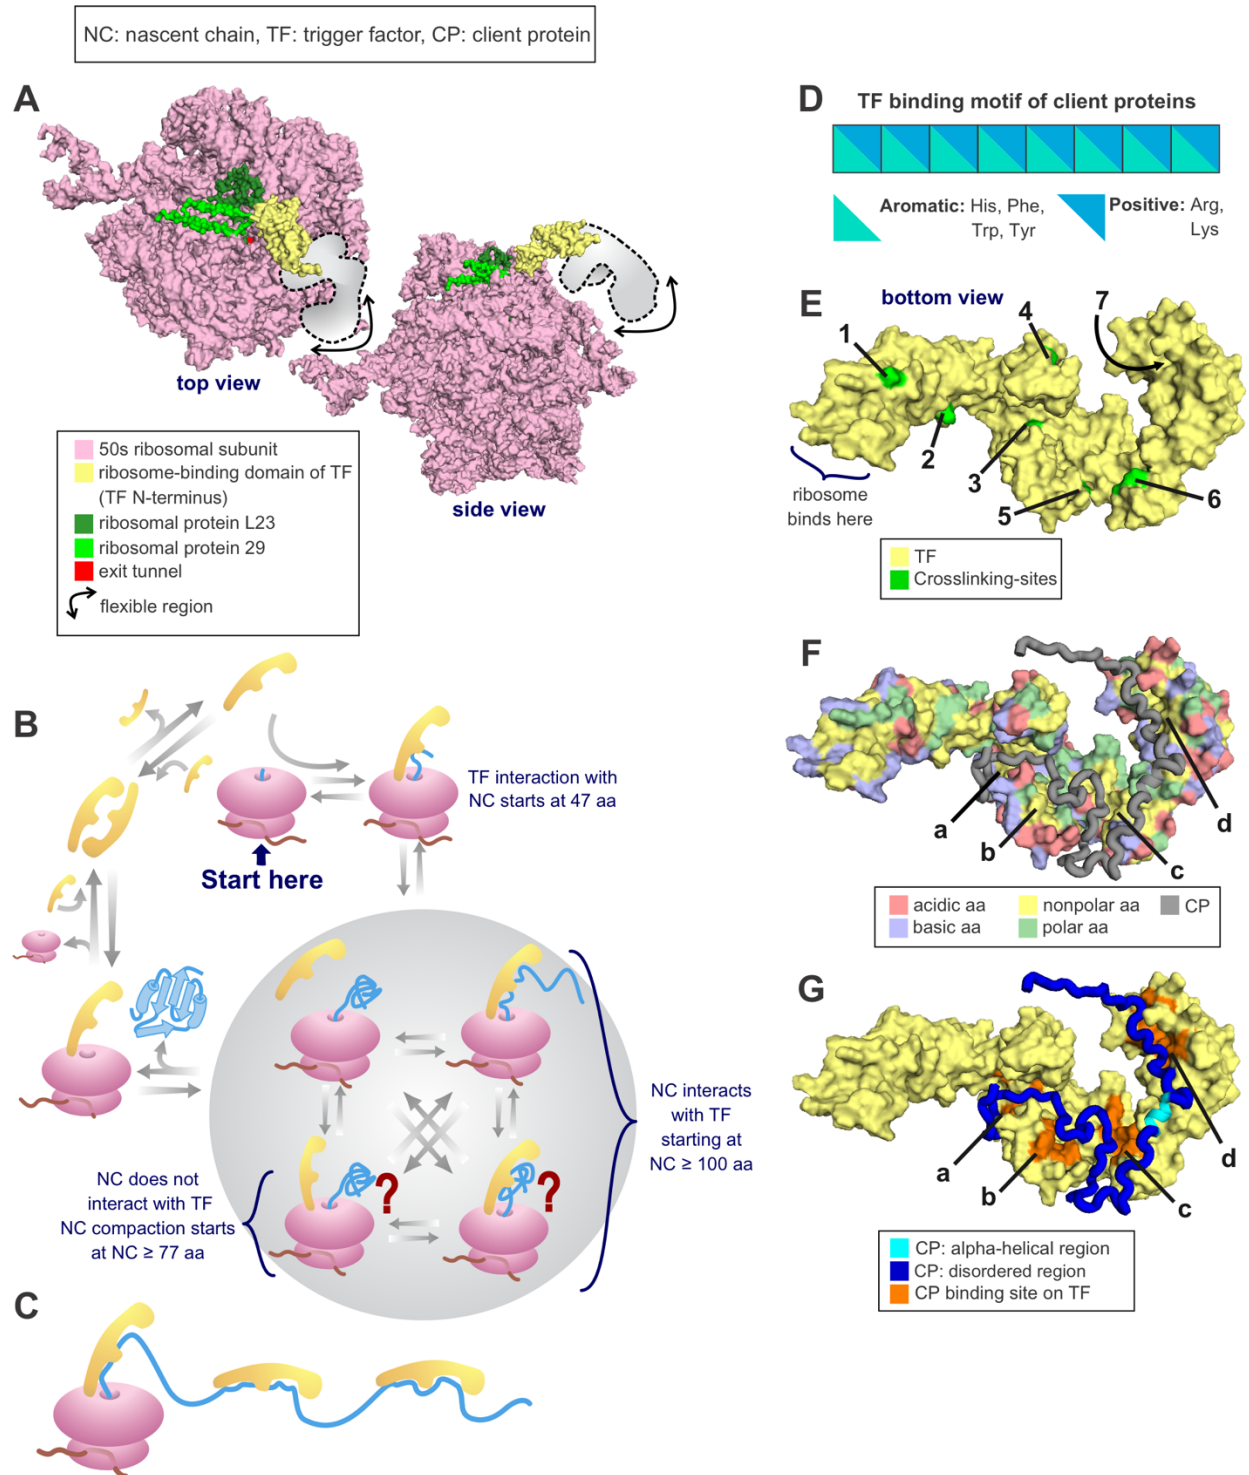 NC: nascent chain, TF: trigger factor, CP: client protein
A
top view
side view
50s ribosomal subunit
ribosome-binding domain of TF
(TF N-terminus)
ribosomal protein L23
ribosomal protein 29
exit tunnel
flexible region
B
TF interaction with
NC starts at 47 aa
Start here
NC interacts
with TF
starting at
NC ≥ 100 aa
NC does not
interact with TF
NC compaction starts
at NC ≥ 77 aa
?
?
C
D
TF binding motif of client proteins
Aromatic: His, Phe,
Trp, Tyr
Positive: Arg,
Lys
E
bottom view
1
2
3
4
5
6
7
ribosome
binds here
TF
Crosslinking-sites
F
a
b
c
d
acidic aa
nonpolar aa
CP
basic aa
polar aa
G
a
b
c
d
CP: alpha-helical region
CP: disordered region
CP binding site on TF